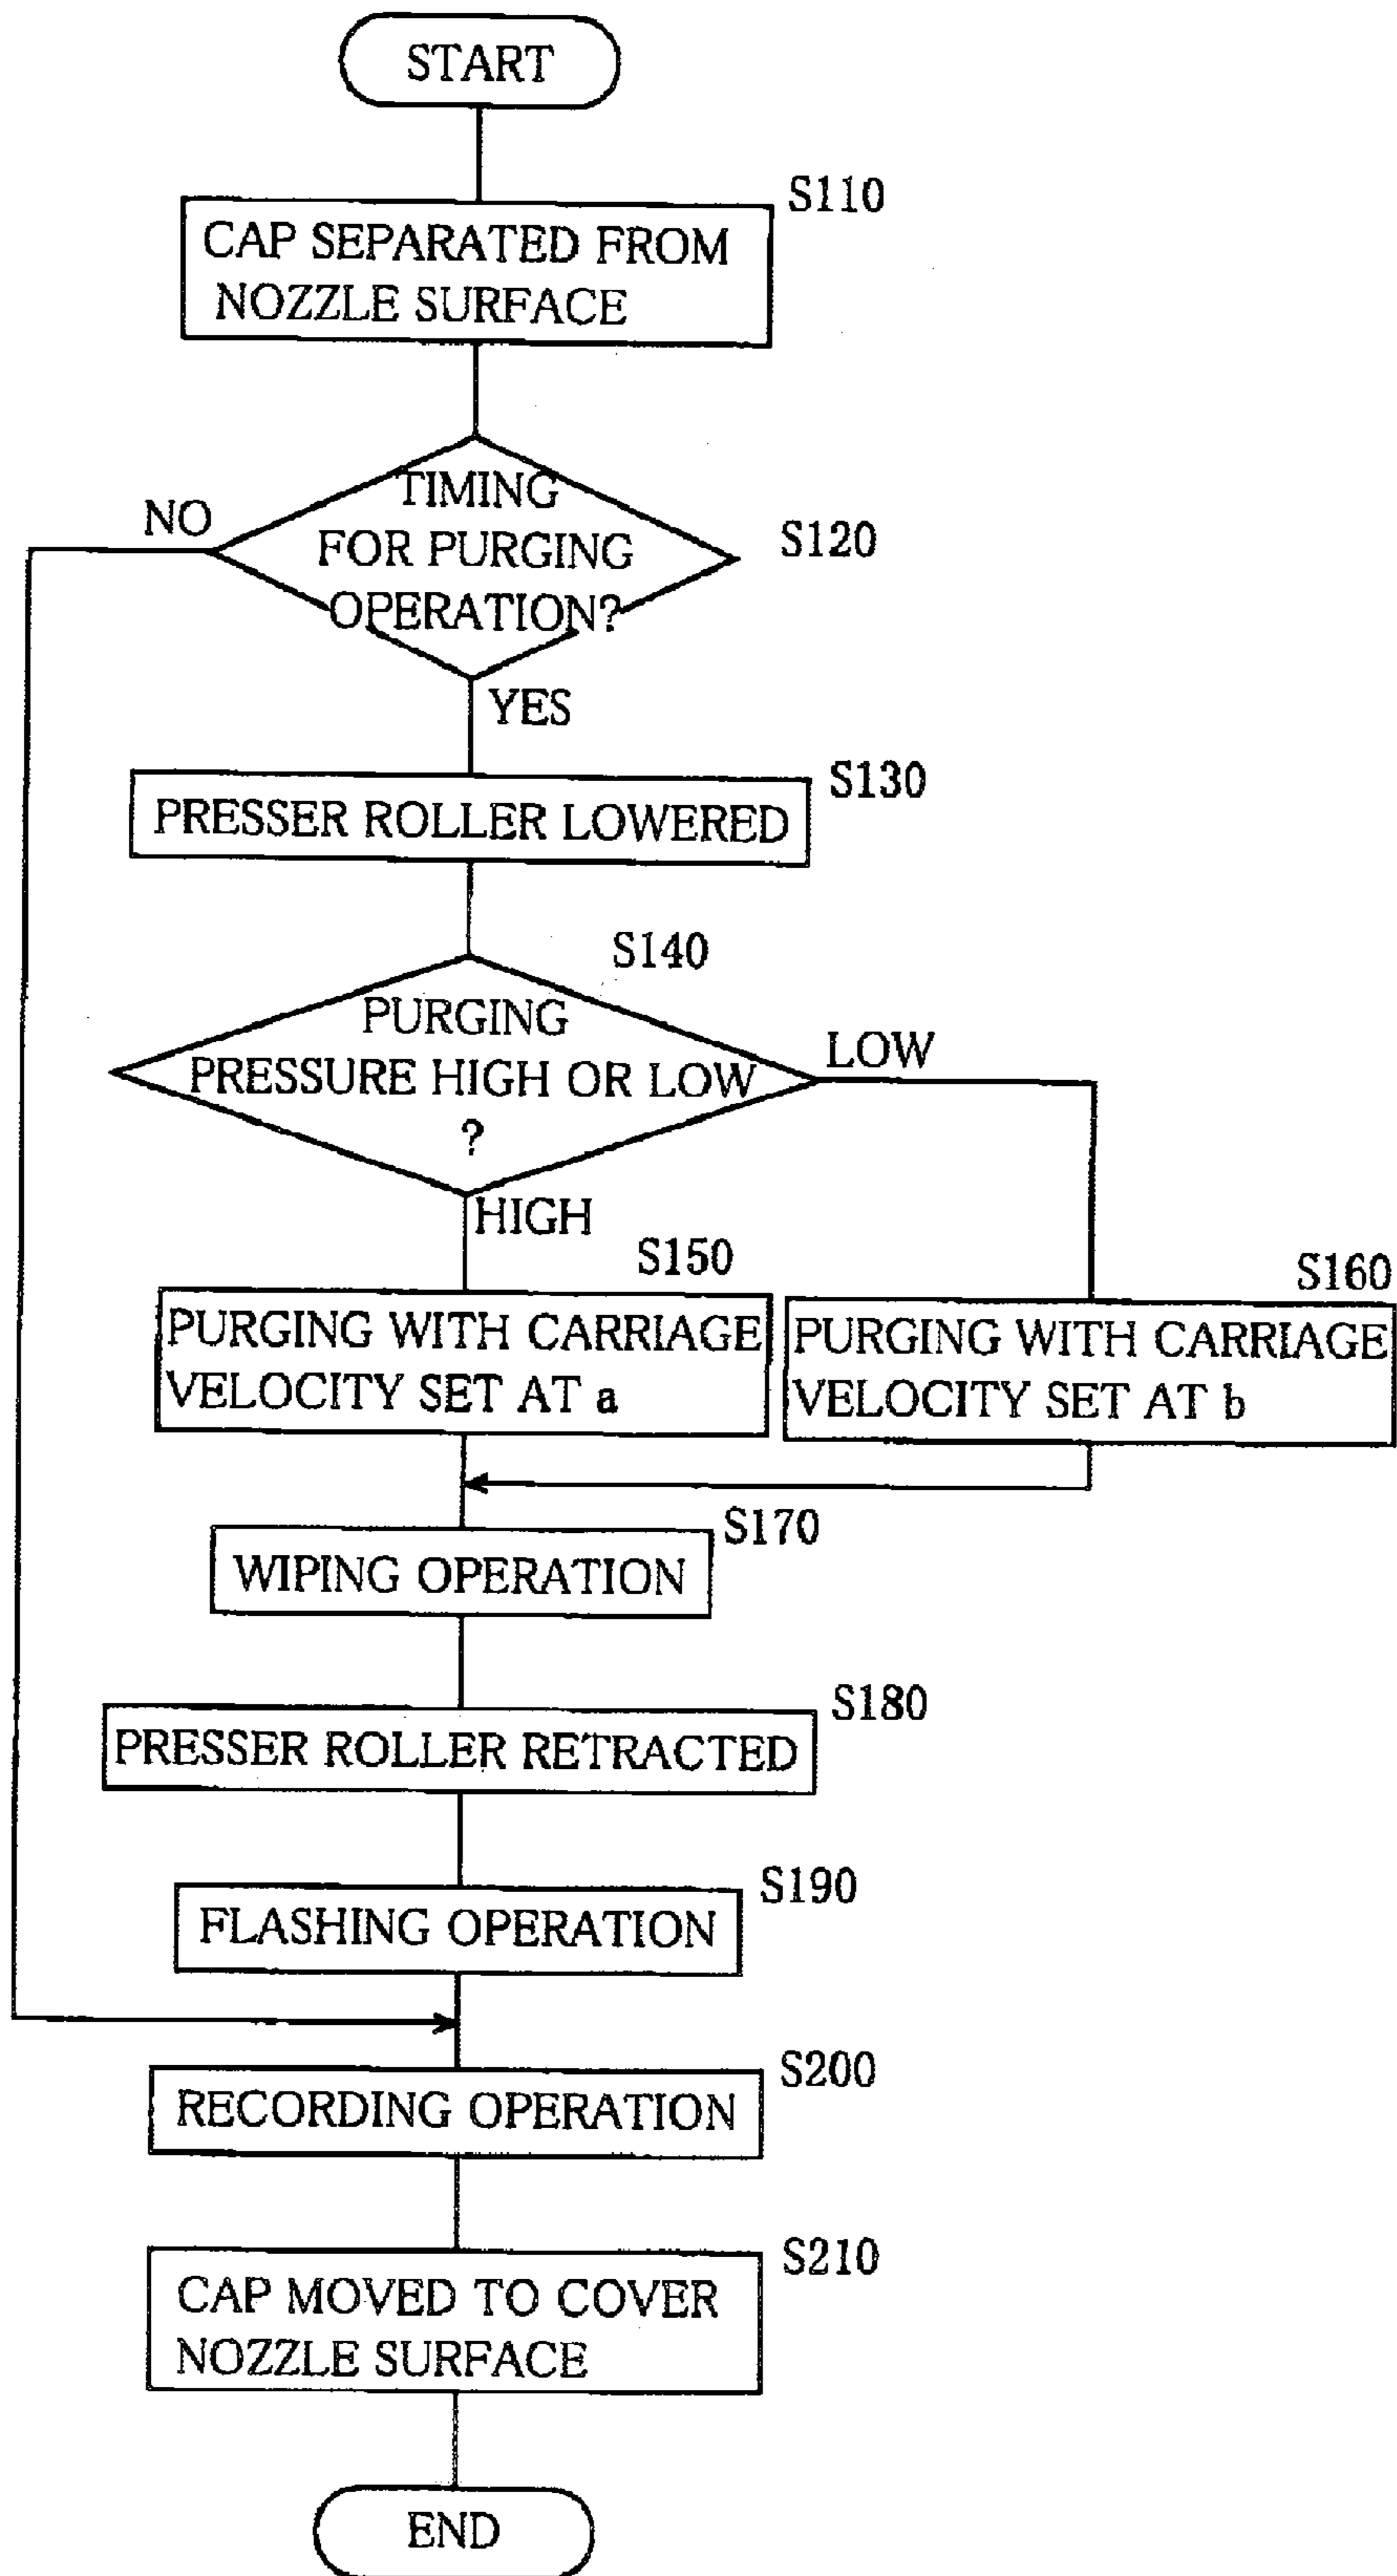 START
S110
CAP SEPARATED FROM
NOZZLE SURFACE
TIMING
FOR PURGING
OPERATION?
NO
S120
YES
S130
PRESSER ROLLER LOWERED
S140
PURGING
PRESSURE HIGH OR LOW
?
LOW
HIGH
S150
PURGING WITH CARRIAGE
VELOCITY SET AT a
S160
PURGING WITH CARRIAGE
VELOCITY SET AT b
S170
WIPING OPERATION
S180
PRESSER ROLLER RETRACTED
S190
FLASHING OPERATION
S200
RECORDING OPERATION
S210
CAP MOVED TO COVER
NOZZLE SURFACE
END